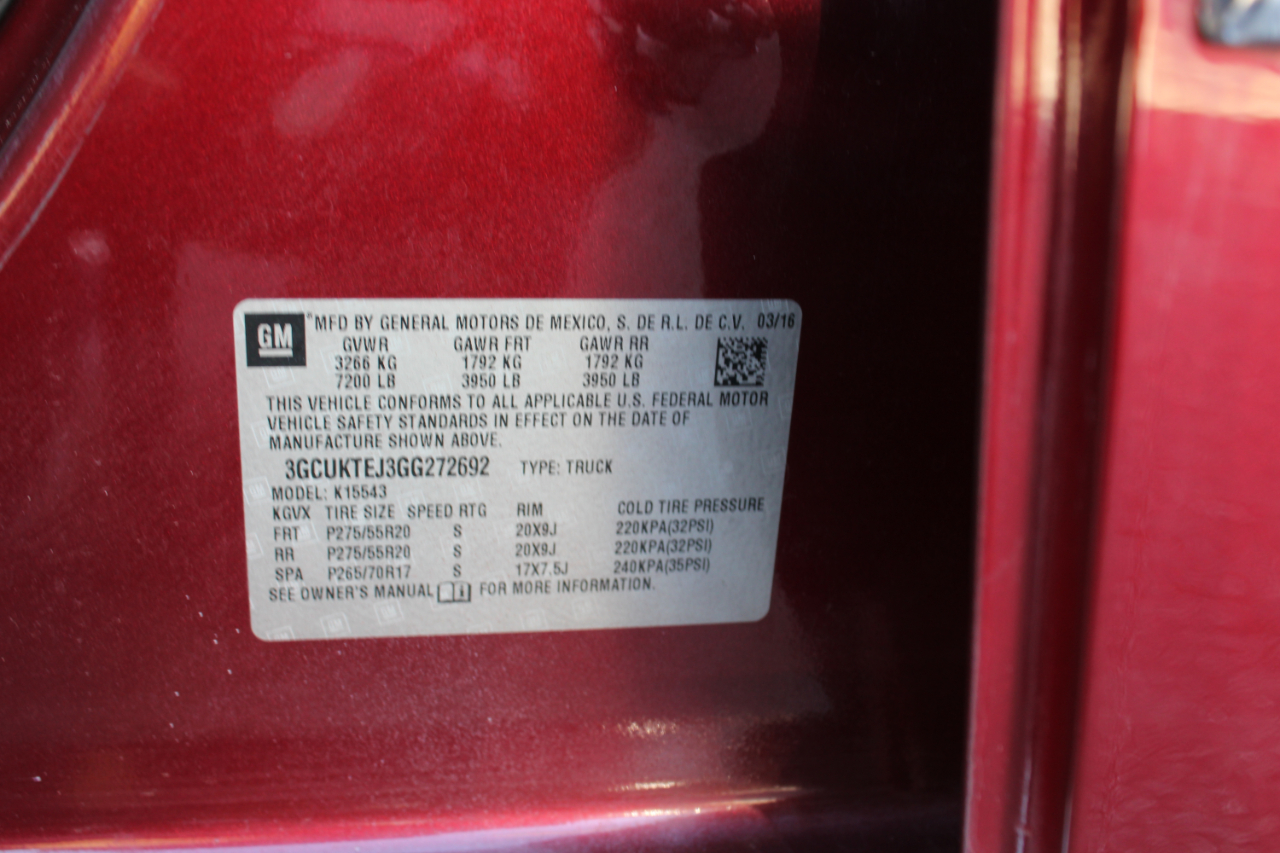 GM
MFD BY GENERAL MOTORS DE MEXICO, S. DE R.L. DE C.V. 03/16
GVWR GAWR FRT GAWR RR
3266 KG 1792 KG 1792 KG
7200 LB 3950 LB 3950 LB
THIS VEHICLE CONFORMS TO ALL APPLICABLE U.S. FEDERAL MOTOR
VEHICLE SAFETY STANDARDS IN EFFECT ON THE DATE OF
MANUFACTURE SHOWN ABOVE.
3GCUKTEJ3GG272692 TYPE: TRUCK
MODEL: K15543
KGVX TIRE SIZE SPEED RTG RIM COLD TIRE PRESSURE
FRT P275/55R20 S 20X9J 220KPA(32PSI)
RR P275/55R20 S 20X9J 220KPA(32PSI)
SPA P265/70R17 S 17X7.5J 240KPA(35PSI)
SEE OWNER'S MANUAL FOR MORE INFORMATION.